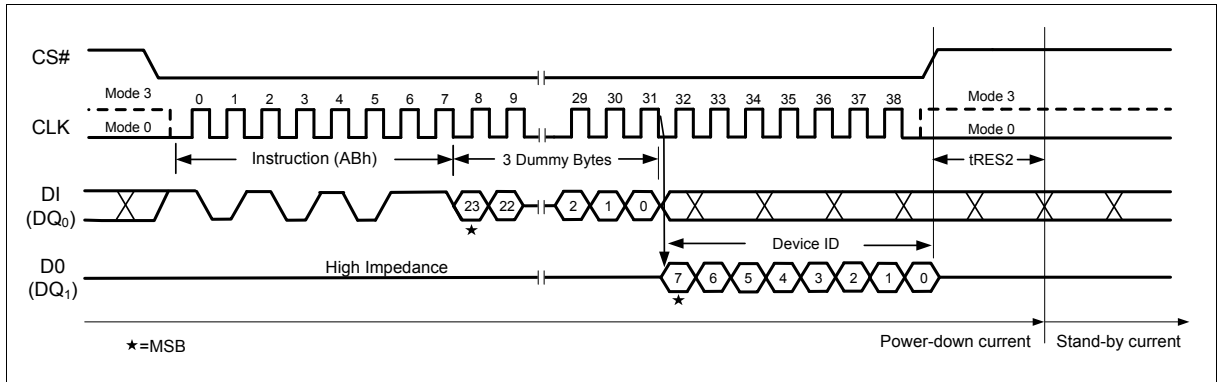 CS#
Mode 3
0 1 2 3 4 5 6 7 8 9 29 30 31 32 33 34 35 36 37 38
Mode 3
CLK
Mode 0
Mode 0
Instruction (ABh)
3 Dummy Bytes
tRES2
DI
(DQ0)
23 22 2 1 0
★
Device ID
D0
(DQ1)
High Impedance
7 6 5 4 3 2 1 0
★
★=MSB
Power-down current
Stand-by current